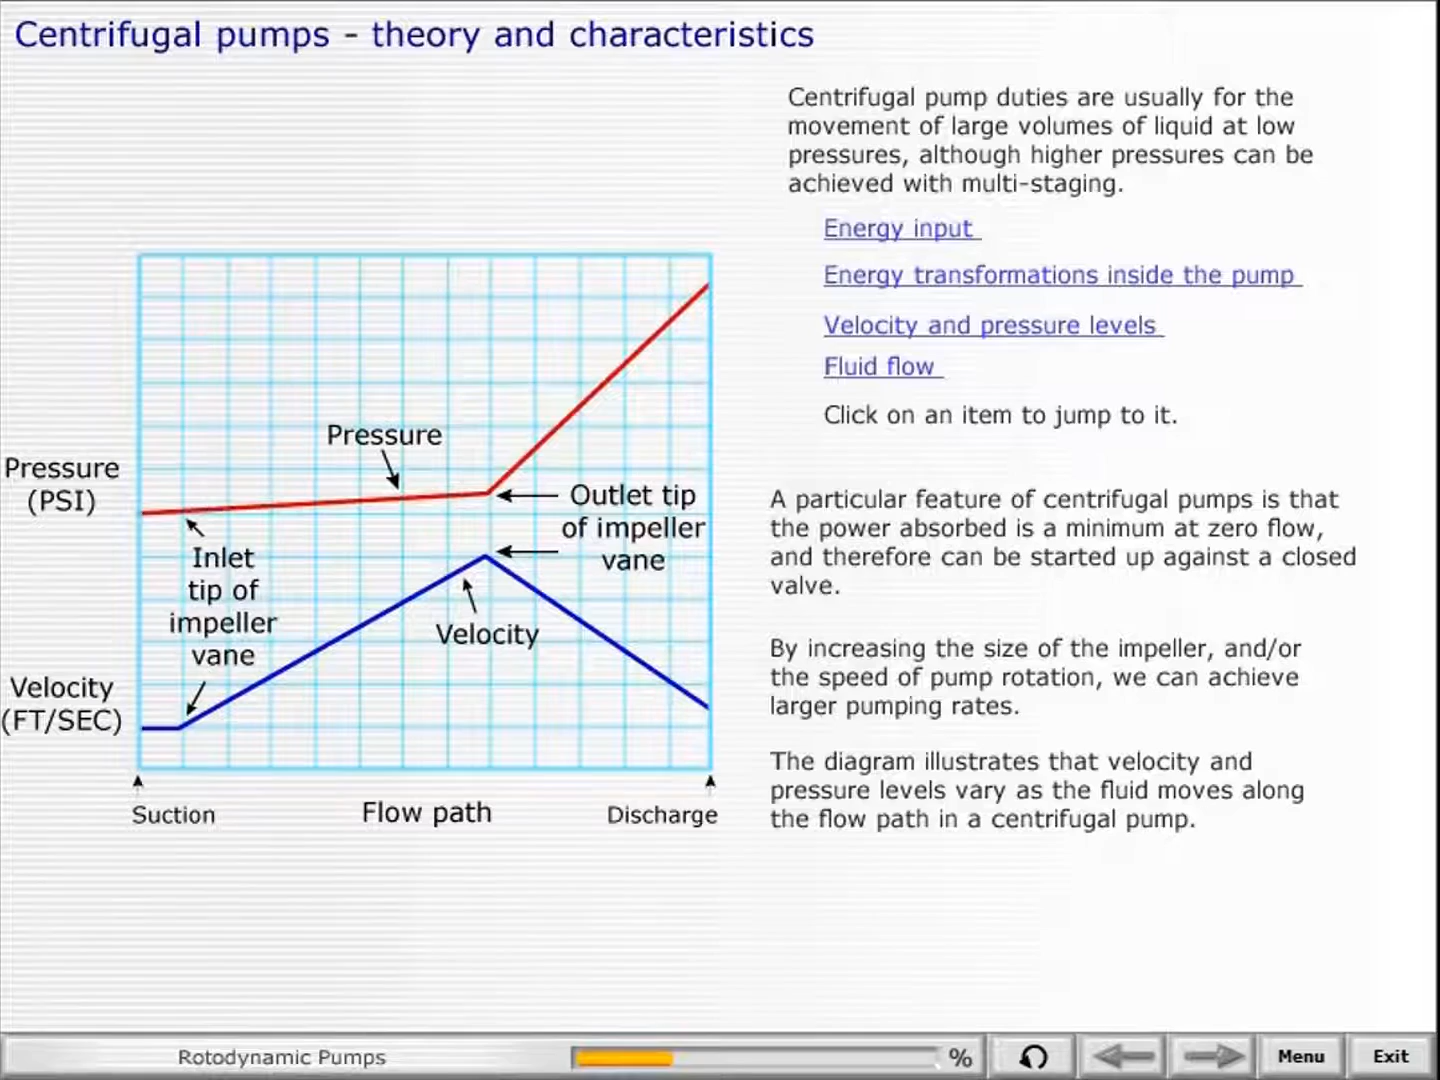 Centrifugal pumps - theory and characteristics
Centrifugal pump duties are usually for the
movement of large volumes of liquid at low
pressures, although higher pressures can be
achieved with multi-staging.
Energy input
Energy transformations inside the pump
Velocity and pressure levels
Fluid flow
Click on an item to jump to it.
Pressure
Pressure
(PSI)
Outlet tip
of impeller
vane
Inlet
tip of
impeller
vane
Velocity
Velocity
(FT/SEC)
Suction
Flow path
Discharge
A particular feature of centrifugal pumps is that
the power absorbed is a minimum at zero flow,
and therefore can be started up against a closed
valve.
By increasing the size of the impeller, and/or
the speed of pump rotation, we can achieve
larger pumping rates.
The diagram illustrates that velocity and
pressure levels vary as the fluid moves along
the flow path in a centrifugal pump.
Rotodynamic Pumps
%
Menu
Exit